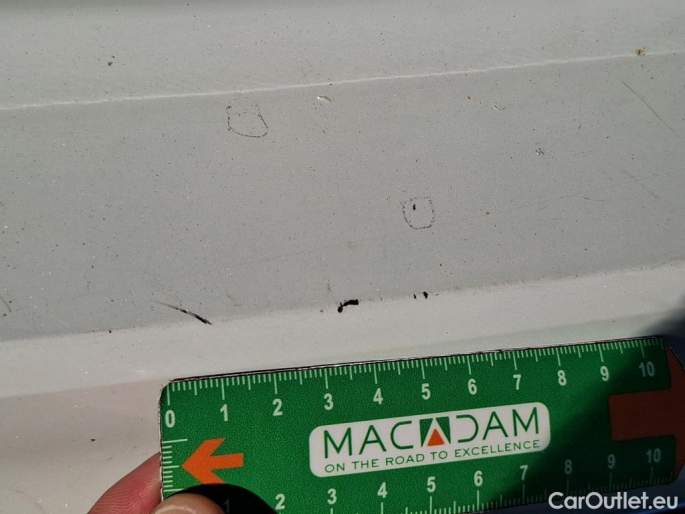 0 1 2 3 4 5 6 7 8 9 10
MACADAM
ON THE ROAD TO EXCELLENCE
1 2 3 4 5 6 7 8 9 10
CarOutlet.eu